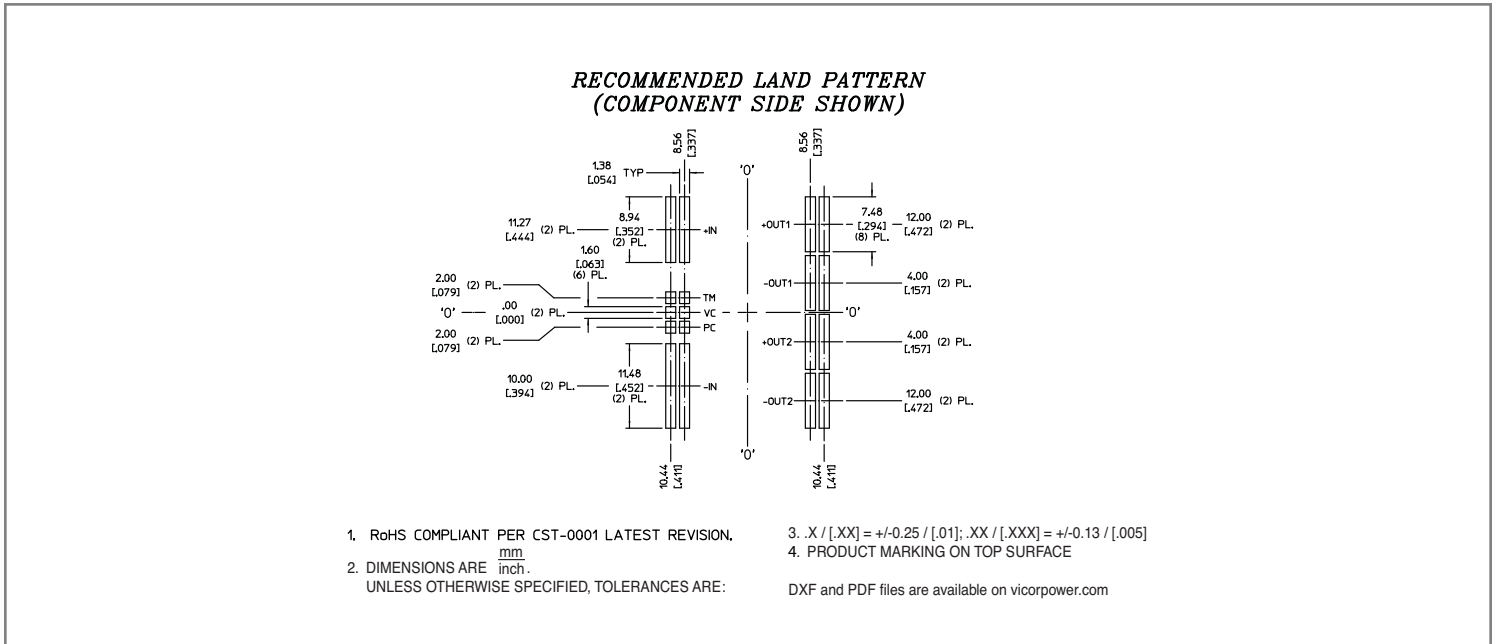 RECOMMENDED LAND PATTERN
(COMPONENT SIDE SHOWN)
8.56
[.337]
8.56
[.337]
1.38
[.054]
TYP
'0'
11.27
[.444]
(2) PL.
8.94
[.352]
(2) PL.
+IN
+OUT1
7.48
[.294]
(8) PL.
12.00
[.472]
(2) PL.
1.60
[.063]
(6) PL.
2.00
[.079]
(2) PL.
TM
-OUT1
4.00
[.157]
(2) PL.
'0'
.00
[.000]
(2) PL.
VC
'0'
2.00
[.079]
(2) PL.
PC
+OUT2
4.00
[.157]
(2) PL.
10.00
[.394]
(2) PL.
11.48
[.452]
(2) PL.
-IN
-OUT2
12.00
[.472]
(2) PL.
'0'
10.44
[.411]
10.44
[.411]
1. RoHS COMPLIANT PER CST-0001 LATEST REVISION.
2. DIMENSIONS ARE mm
inch.
UNLESS OTHERWISE SPECIFIED, TOLERANCES ARE:
3. .X / [.XX] = +/-0.25 / [.01]; .XX / [.XXX] = +/-0.13 / [.005]
4. PRODUCT MARKING ON TOP SURFACE
DXF and PDF files are available on vicorpower.com